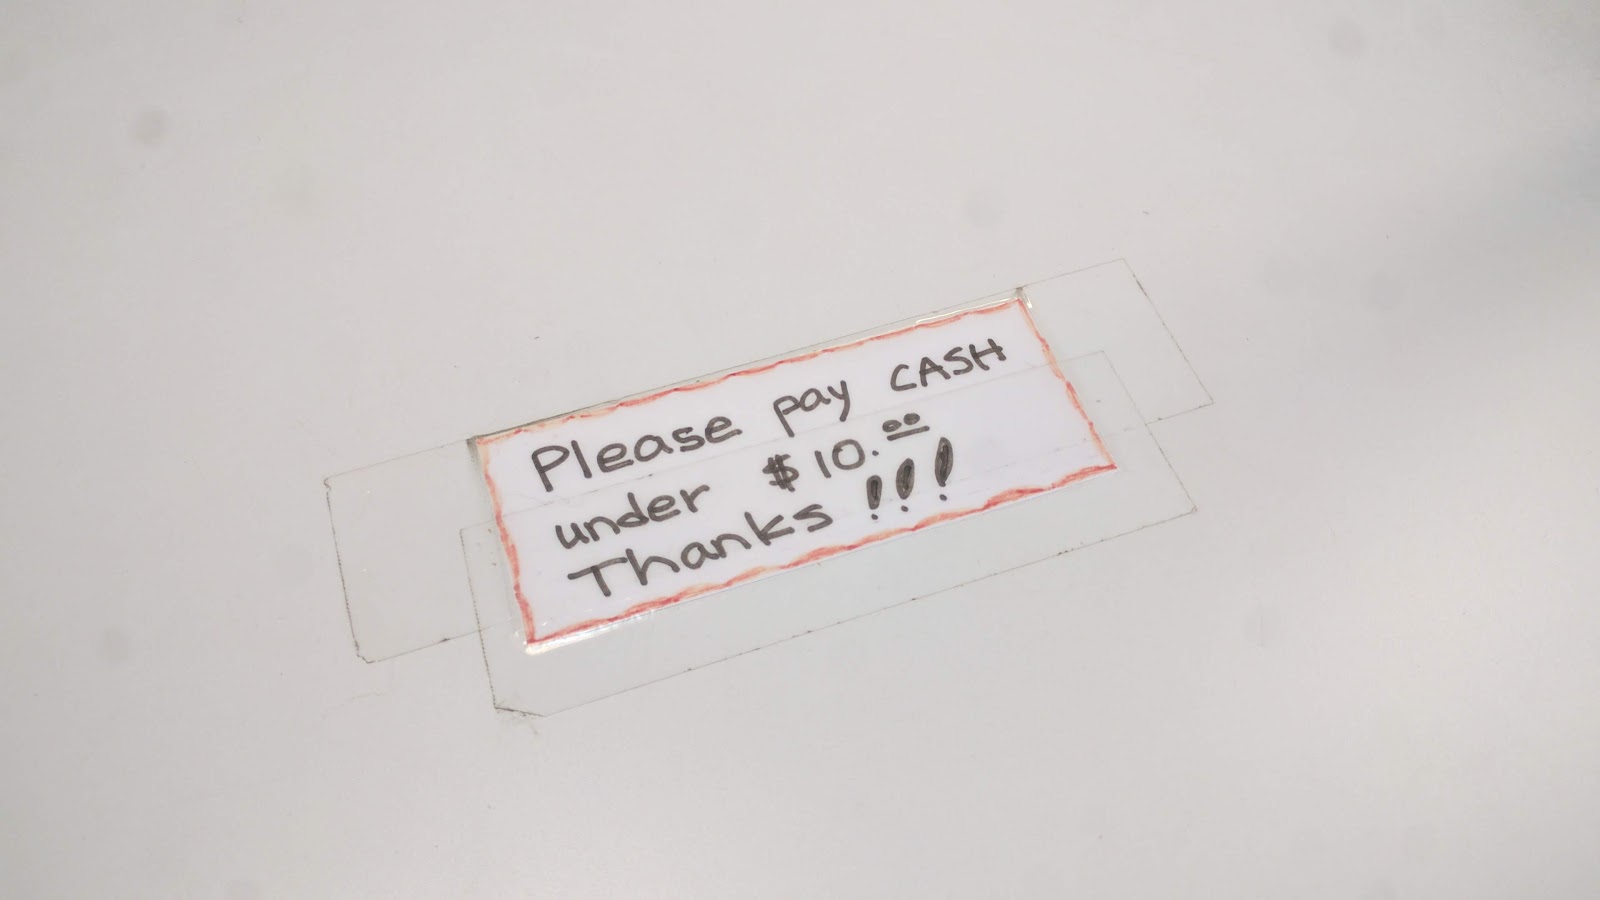 Please pay CASH
under $10.00
Thanks!!!